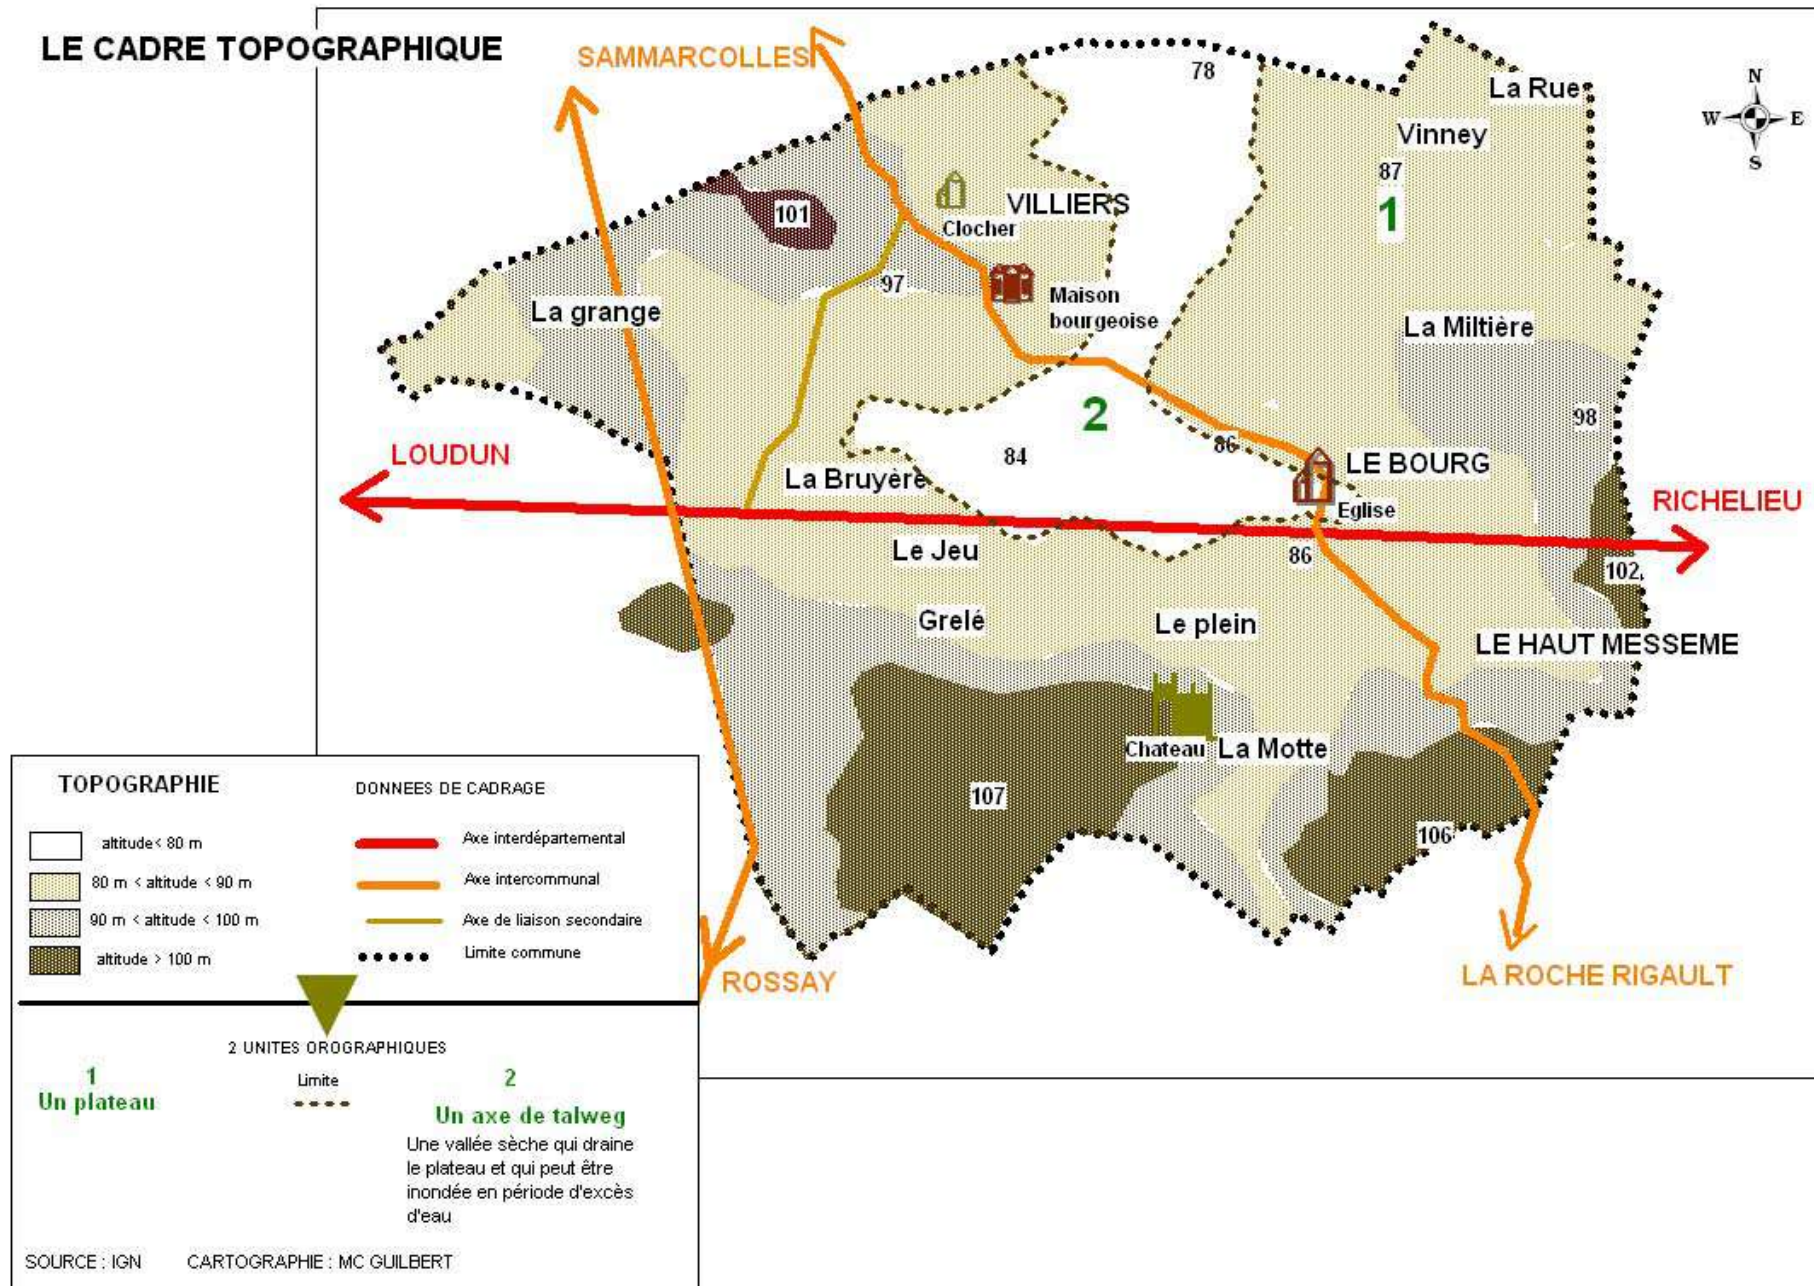 LE CADRE TOPOGRAPHIQUE
SAMMARCOLLES
78
La Rue
N
W E
S
Vinney
87
1
101
VILLIERS
Clocher
97
Maison
bourgeoise
La grange
La Miltière
2
98
LOUDUN
84
86
LE BOURG
La Bruyère
RICHELIEU
Eglise
Le Jeu
86
102
Grelé
Le plein
LE HAUT MESSEME
Chateau
La Motte
107
106
ROSSAY
LA ROCHE RIGAULT
TOPOGRAPHIE
altitude< 80 m
80 m < altitude < 90 m
90 m < altitude < 100 m
altitude > 100 m
DONNEES DE CADRAGE
Axe interdépartemental
Axe intercommunal
Axe de liaison secondaire
Limite commune
2 UNITES OROGRAPHIQUES
1
Un plateau
Limite
2
Un axe de talweg
Une vallée sèche qui draine
le plateau et qui peut être
inondée en période d'excès
d'eau
SOURCE : IGN CARTOGRAPHIE : MC GUILBERT